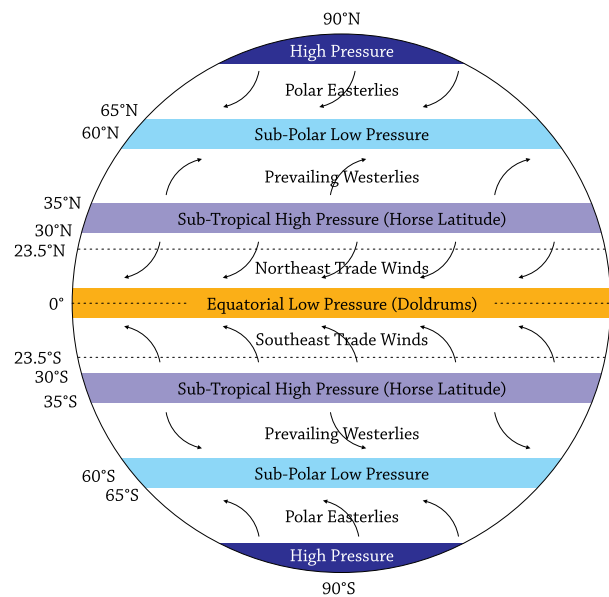 90°N
High Pressure
Polar Easterlies
65°N
60°N
Sub-Polar Low Pressure
Prevailing Westerlies
35°N
Sub-Tropical High Pressure (Horse Latitude)
30°N
23.5°N
Northeast Trade Winds
0°
Equatorial Low Pressure (Doldrums)
Southeast Trade Winds
23.5°S
30°S
Sub-Tropical High Pressure (Horse Latitude)
35°S
Prevailing Westerlies
60°S
Sub-Polar Low Pressure
65°S
Polar Easterlies
High Pressure
90°S